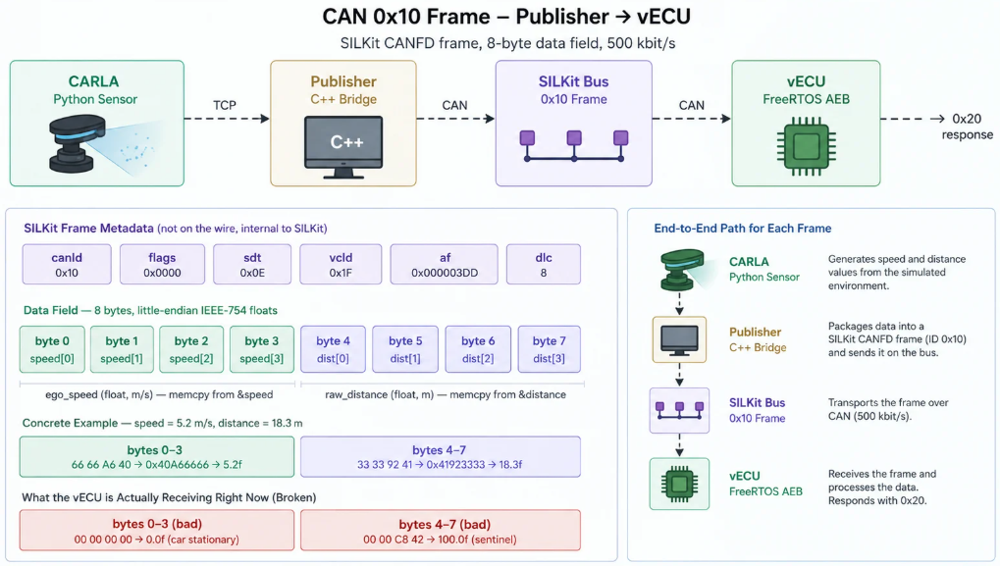 CAN 0x10 Frame – Publisher → vECU
SILKit CANFD frame, 8-byte data field, 500 kbit/s
CARLA
Python Sensor
TCP
Publisher
C++ Bridge
C++
CAN
SILKit Bus
0x10 Frame
CAN
vECU
FreeRTOS AEB
0x20
response
SILKit Frame Metadata (not on the wire, internal to SILKit)
canId
0x10
flags
0x0000
sdt
0x0E
vcld
0x1F
af
0x000003DD
dlc
8
Data Field — 8 bytes, little-endian IEEE-754 floats
byte 0
speed[0]
byte 1
speed[1]
byte 2
speed[2]
byte 3
speed[3]
byte 4
dist[0]
byte 5
dist[1]
byte 6
dist[2]
byte 7
dist[3]
ego_speed (float, m/s) — memcpy from &speed
raw_distance (float, m) — memcpy from &distance
Concrete Example — speed = 5.2 m/s, distance = 18.3 m
bytes 0–3
66 66 A6 40 → 0x40A66666 → 5.2f
bytes 4–7
33 33 92 41 → 0x41923333 → 18.3f
What the vECU is Actually Receiving Right Now (Broken)
bytes 0–3 (bad)
00 00 00 00 → 0.0f (car stationary)
bytes 4–7 (bad)
00 00 C8 42 → 100.0f (sentinel)
End-to-End Path for Each Frame
CARLA
Python Sensor
Generates speed and distance
values from the simulated
environment.
Publisher
C++ Bridge
Packages data into a
SILKit CANFD frame (ID 0x10)
and sends it on the bus.
SILKit Bus
0x10 Frame
Transports the frame over
CAN (500 kbit/s).
vECU
FreeRTOS AEB
Receives the frame and
processes the data.
Responds with 0x20.